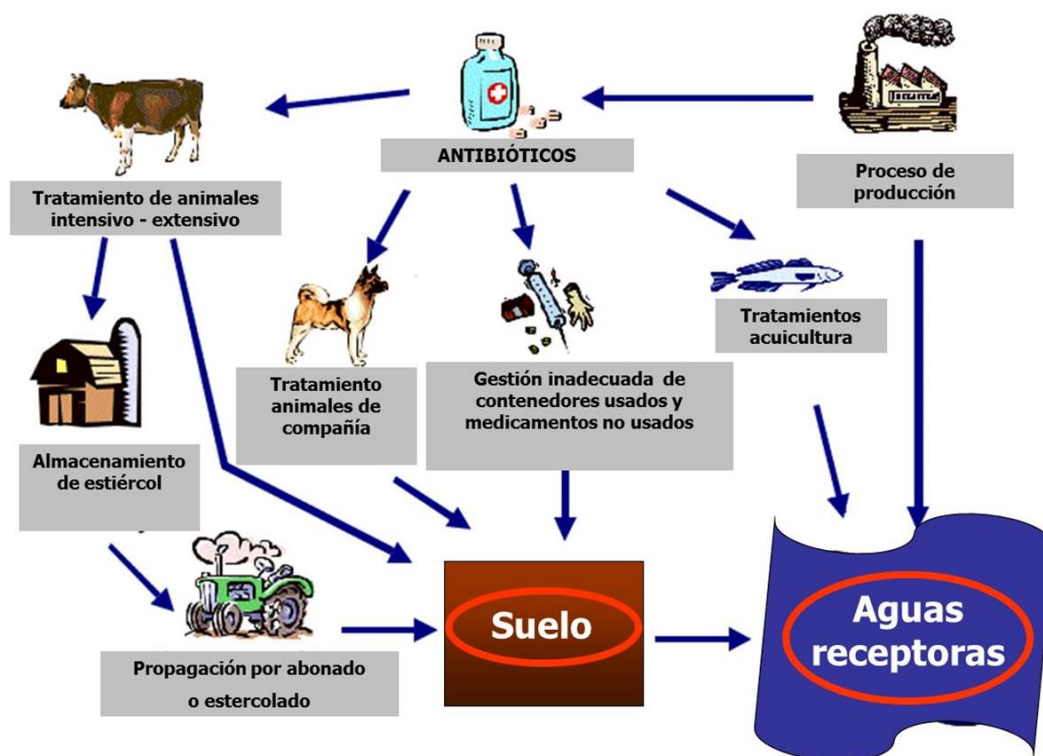 ANTIBIÓTICOS
Proceso de
producción
Tratamiento de animales
intensivo - extensivo
Tratamientos
acuicultura
Tratamiento
animales de
compañía
Gestión inadecuada de
contenedores usados y
medicamentos no usados
Almacenamiento
de estiércol
Suelo
Aguas
receptoras
Propagación por abonado
o estercolado